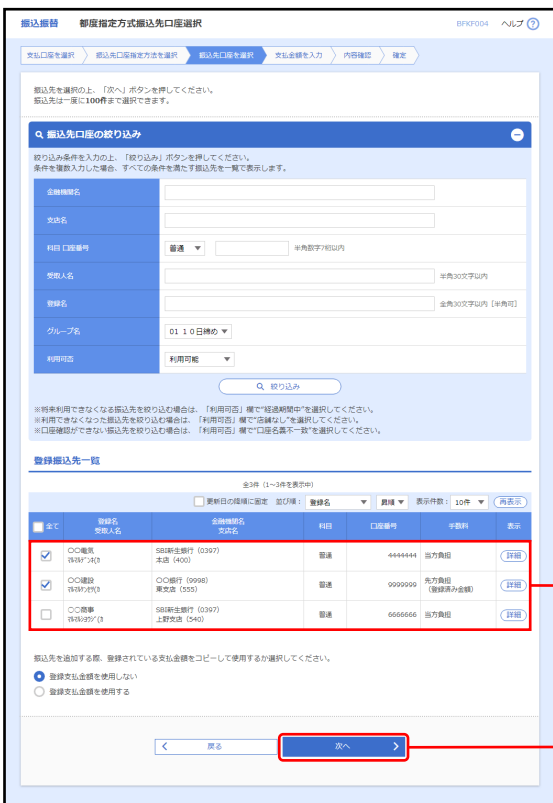 振込振替 都度指定方式振込先口座選択 BFKF004 ヘルプ ?
支払口座を選択 振込先口座指定方法を選択 振込先口座を選択 支払金額を入力 内容確認 確定
振込先を選択の上、「次へ」ボタンを押してください。
振込先は一度に100件まで選択できます。
振込先口座の絞り込み
絞り込み条件を入力の上、「絞り込み」ボタンを押してください。
条件を複数入力した場合、すべての条件を満たす振込先を一覧で表示します。
金融機関名
支店名
科目 口座番号 普通 半角数字7桁以内
受取人名 半角30文字以内
登録名 全角30文字以内 [半角可]
グループ名 01 10日締め
利用可否 利用可能
絞り込み
※将来利用できなくなる振込先を絞り込む場合は、「利用可否」欄で"経過期間中"を選択してください。
※利用できなくなった振込先を絞り込む場合は、「利用可否」欄で"店舗なし"を選択してください。
※口座確認ができない振込先を絞り込む場合は、「利用可否」欄で"口座名義不一致"を選択してください。
登録振込先一覧
全3件(1~3件を表示中)
更新日の降順に固定 並び順: 登録名 昇順 表示件数: 10件 再表示
全て 登録名 金融機関名 科目 口座番号 手数料 表示
受取人名 支店名
〇〇電気 SBI新生銀行(0397) 普通 4444444 当方負担 詳細
マルマルデンキ(カ 本店(400)
〇〇建設 〇〇銀行(9998) 普通 9999999 先方負担 詳細
マルマルケンセツ(カ 東支店(555) (登録済み金額)
〇〇商事 SBI新生銀行(0397) 普通 6666666 当方負担 詳細
マルマルシヨウジ(カ 上野支店(540)
振込先を追加する際、登録されている支払金額をコピーして使用するか選択してください。
登録支払金額を使用しない
登録支払金額を使用する
戻る 次へ